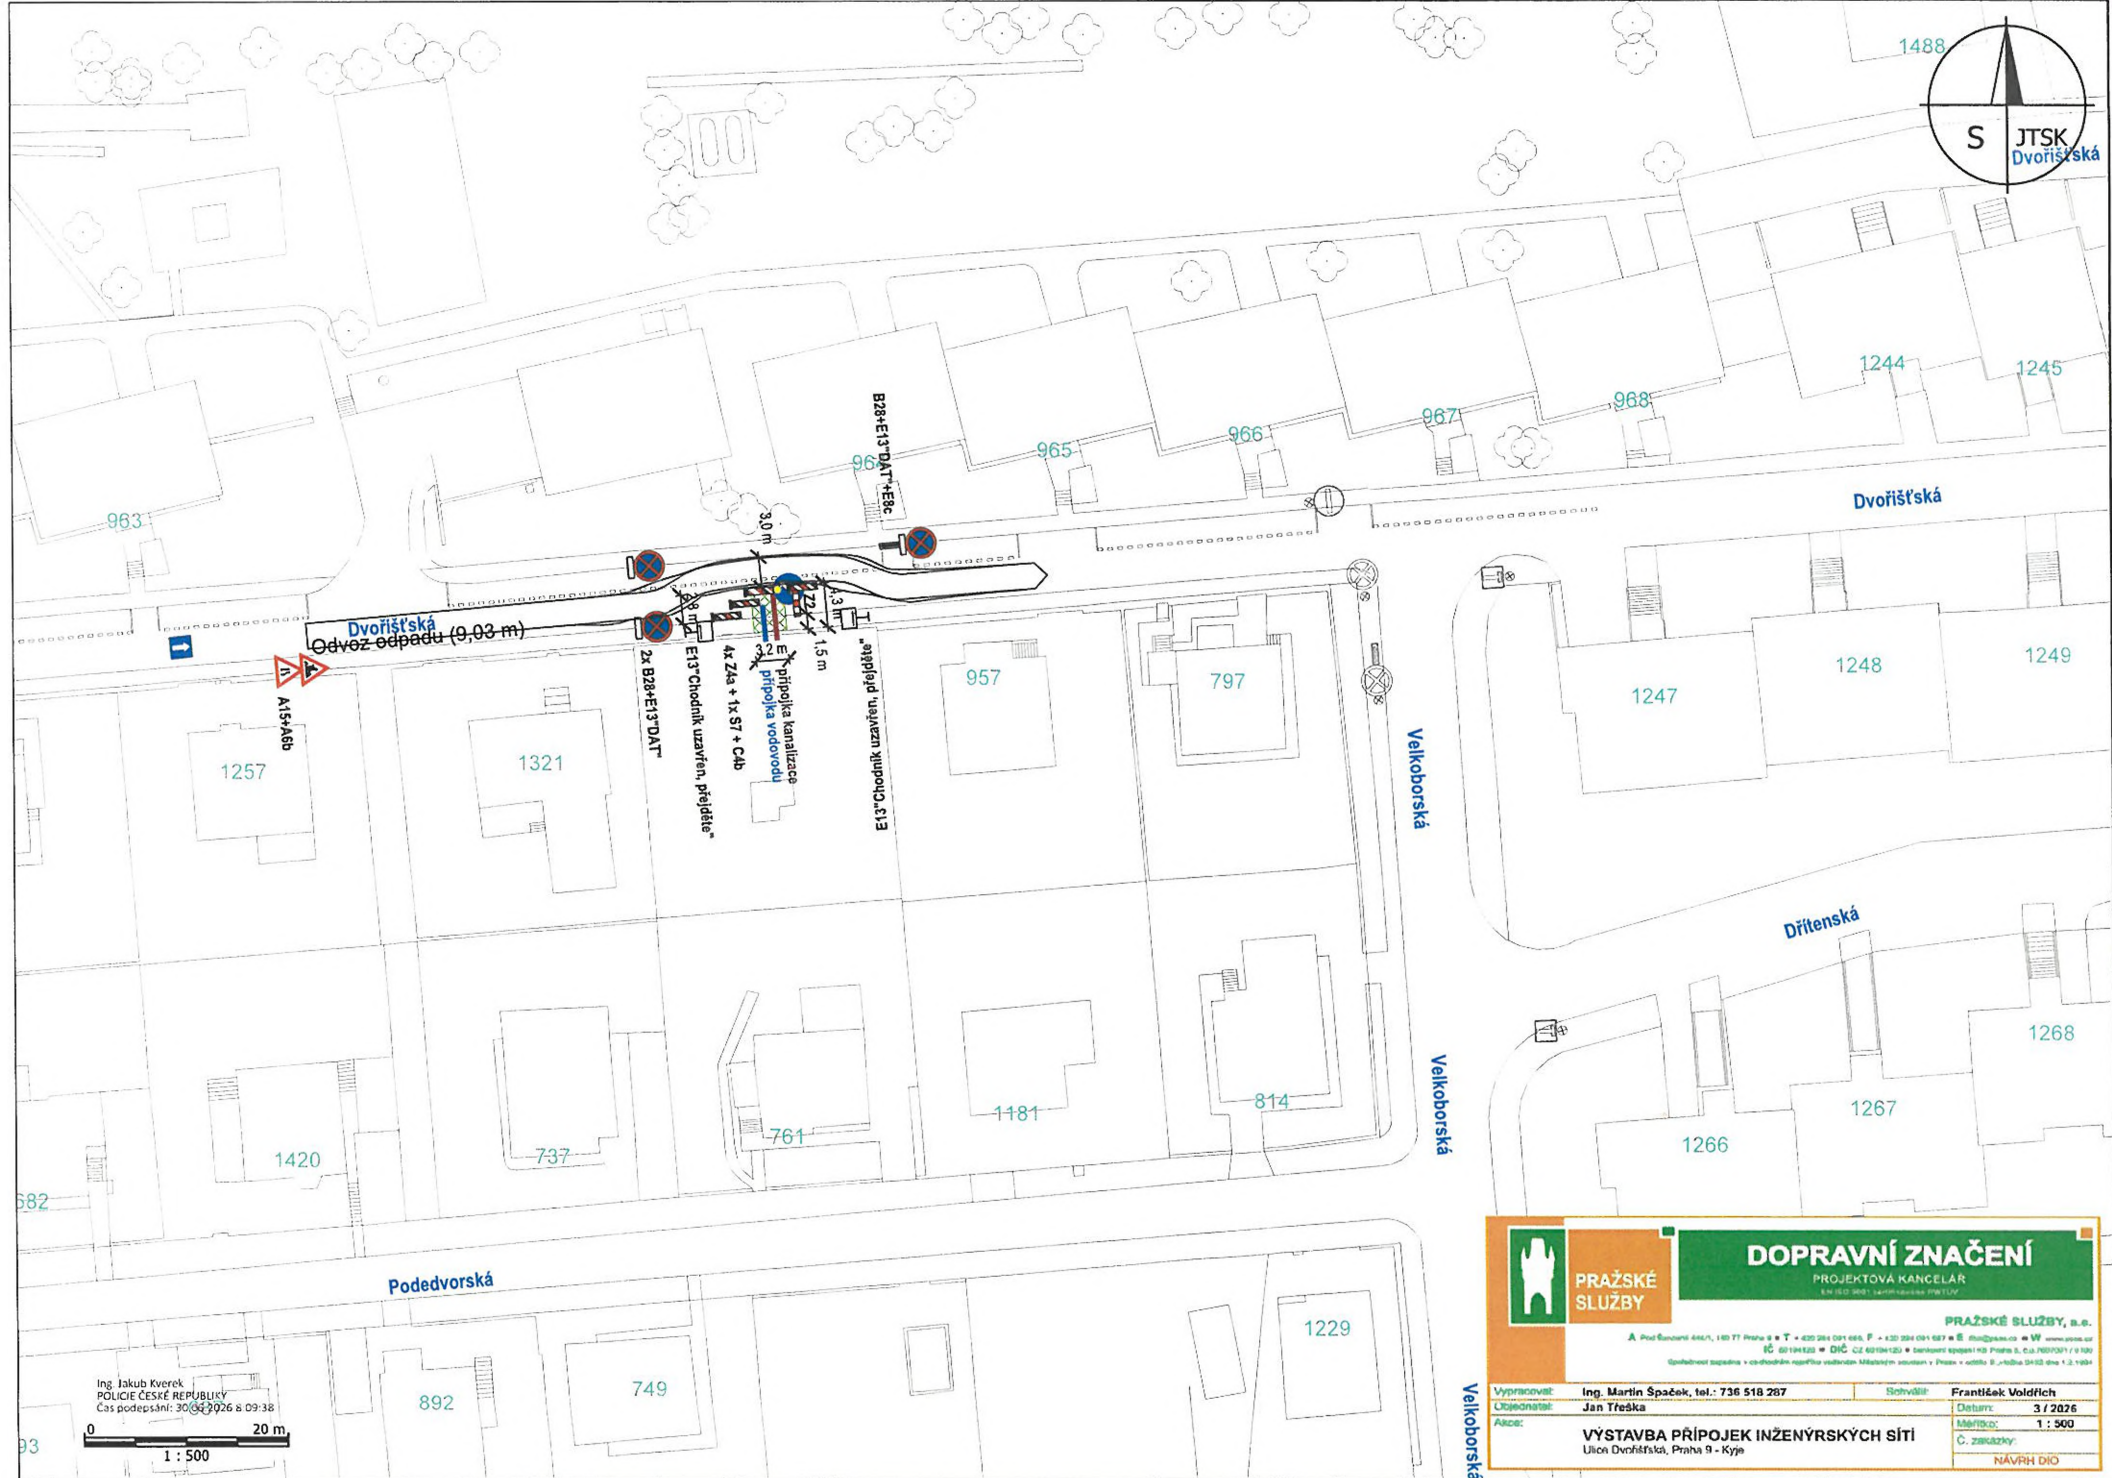 1488
S JTSK
Dvořišťská
1244
1245
B28+E13"DAT"+E8c
968
967
966
965
964
963
Dvořišťská
3,0 m
Dvořišťská
Odvoz odpadu (9,03 m)
4,3 m
1,5 m
A15+A6b
2x B28+E13"DAT"
E13"Chodník uzavřen, přejděte"
4x Z4a + 1x S7 + C4b
přípojka vodovodu
přípojka kanalizace
E13"Chodník uzavřen, přejděte"
957
797
1247
1248
1249
1257
1321
Velkoborská
Dřítenská
1268
1267
1266
Velkoborská
1420
737
761
1181
814
682
Podedvorská
1229
749
892
93
Velkoborská
Ing. Jakub Kverek
POLICIE ČESKÉ REPUBLIKY
0 20 m
1 : 500
PRAŽSKÉ
SLUŽBY
DOPRAVNÍ ZNAČENÍ
PROJEKTOVÁ KANCELÁŘ
PRAŽSKÉ SLUŽBY, a.s.
Vypracoval: Ing. Martin Špaček, tel.: 736 518 287 Schválil: František Voldřich
Objednatel: Jan Třeška Datum: 3 / 2026
Akce: VÝSTAVBA PŘÍPOJEK INŽENÝRSKÝCH SÍTÍ Měřítko: 1 : 500
Ulice Dvořišťská, Praha 9 - Kyje Č. zakázky:
NÁVRH DIO